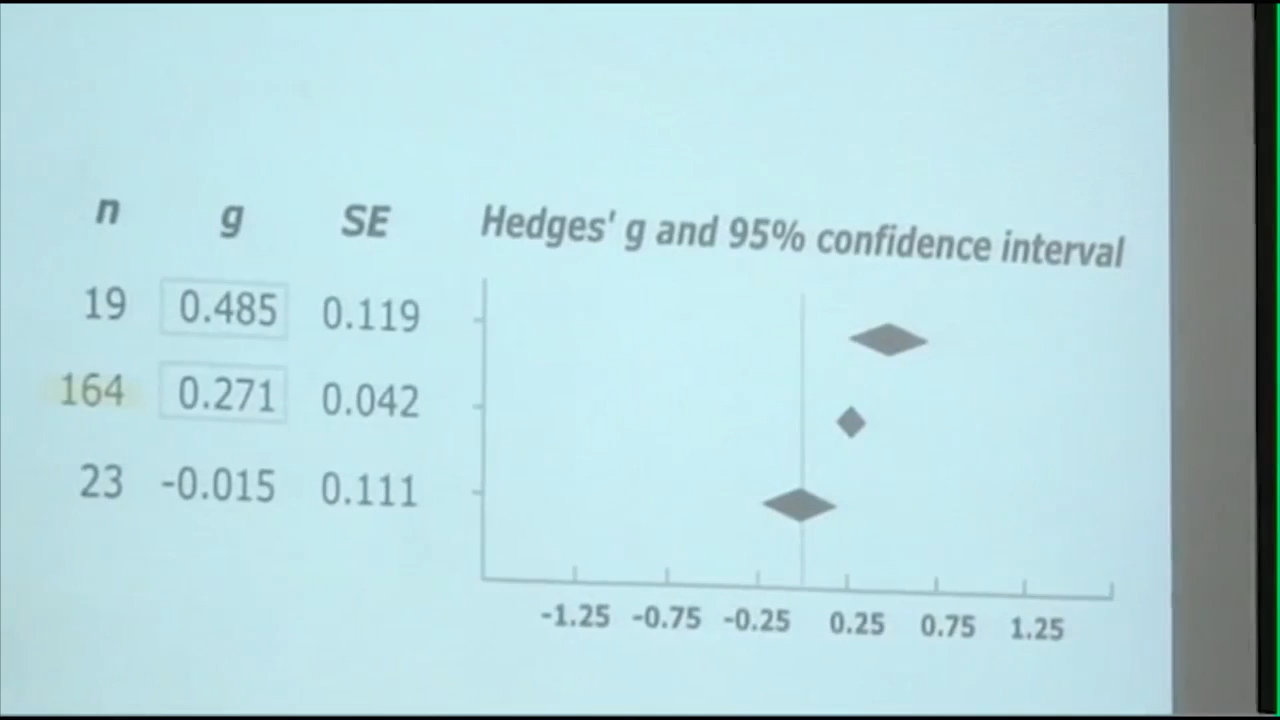 n g SE Hedges' g and 95% confidence interval
19 0.485 0.119
164 0.271 0.042
23 -0.015 0.111
-1.25 -0.75 -0.25 0.25 0.75 1.25